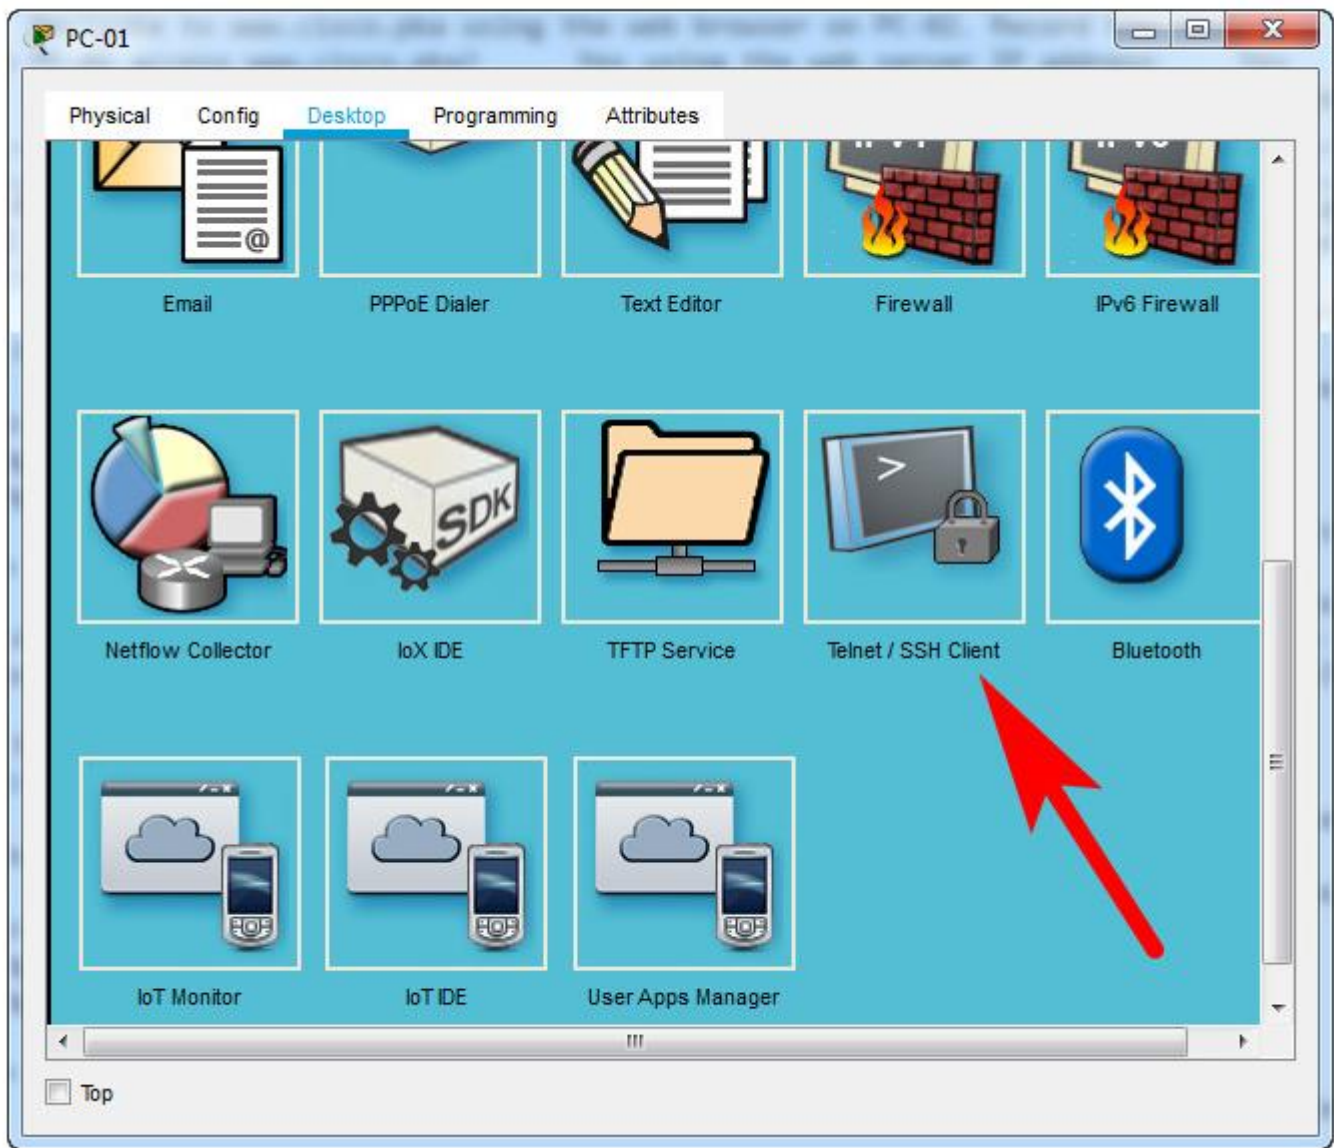 PC-01
Physical Config Desktop Programming Attributes
@
Email PPPoE Dialer Text Editor Firewall IPv6 Firewall
>
SDK
Netflow Collector IoX IDE TFTP Service Telnet / SSH Client Bluetooth
IoT Monitor IoT IDE User Apps Manager
Top